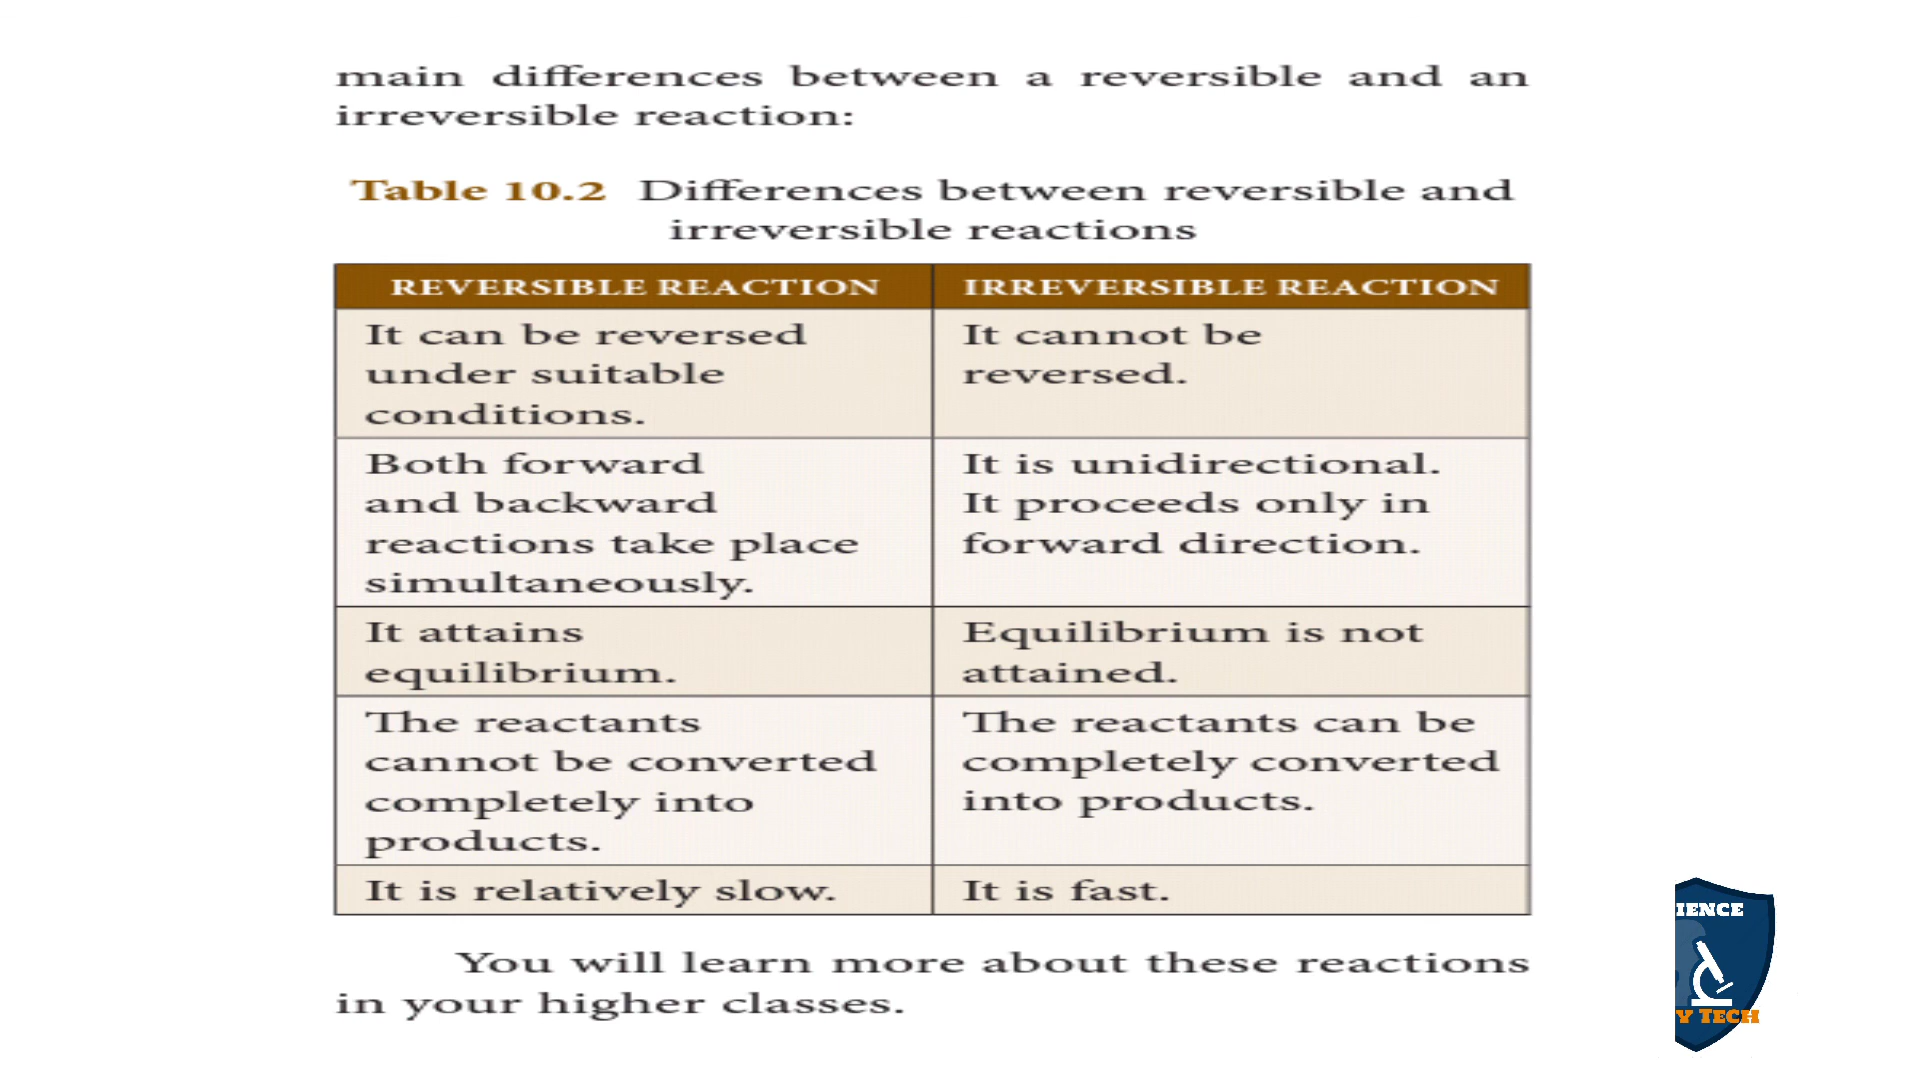 main differences between a reversible and an
irreversible reaction:
Table 10.2 Differences between reversible and
irreversible reactions
REVERSIBLE REACTION
IRREVERSIBLE REACTION
It can be reversed
under suitable
conditions.
It cannot be
reversed.
Both forward
and backward
reactions take place
simultaneously.
It is unidirectional.
It proceeds only in
forward direction.
It attains
equilibrium.
Equilibrium is not
attained.
The reactants
cannot be converted
completely into
products.
The reactants can be
completely converted
into products.
It is relatively slow.
It is fast.
You will learn more about these reactions
in your higher classes.
IENCE
Y TECH